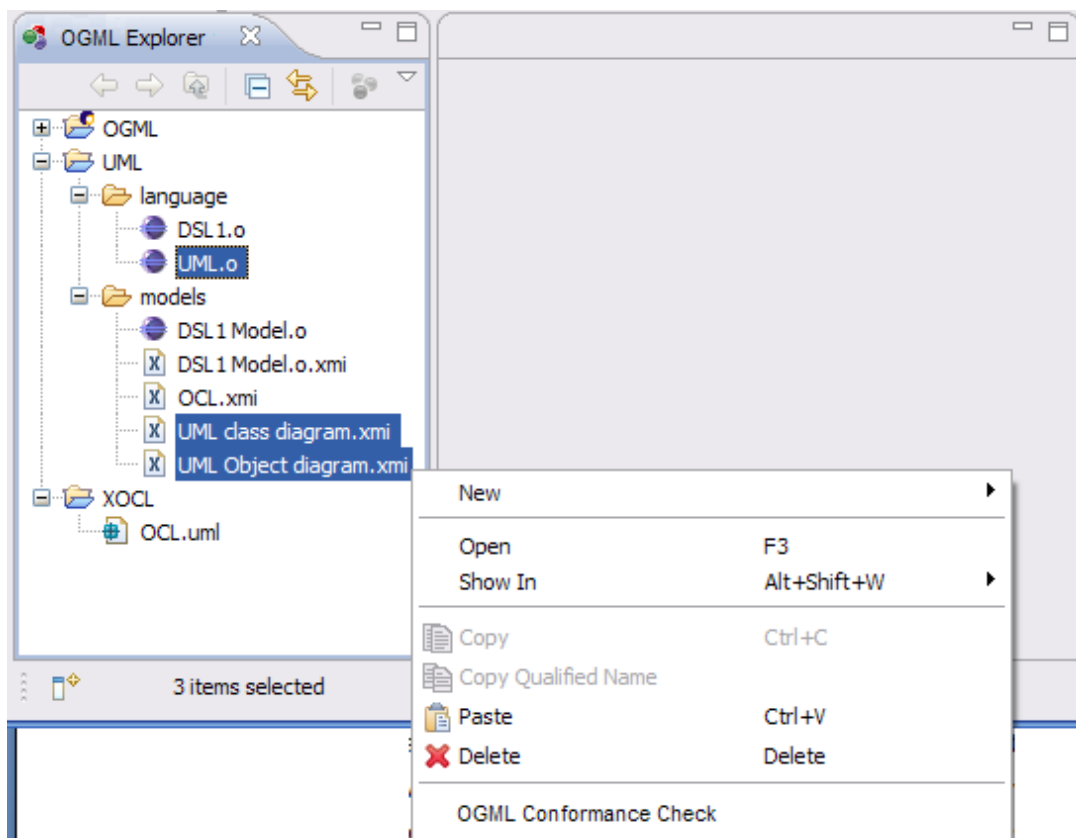 OGML Explorer
OGML
UML
language
DSL1.o
UML.o
models
DSL1 Model.o
DSL1 Model.o.xmi
OCL.xmi
UML class diagram.xmi
UML Object diagram.xmi
XOCL
OCL.uml
3 items selected
New
Open F3
Show In Alt+Shift+W
Copy Ctrl+C
Copy Qualified Name
Paste Ctrl+V
Delete Delete
OGML Conformance Check